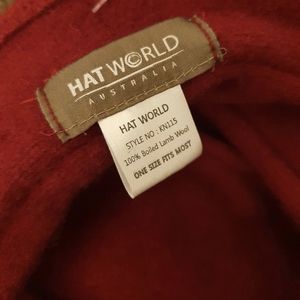 HAT WORLD
AUSTRALIA
HAT WORLD
STYLE NO : KN115
100% Boiled Lamb Wool
ONE SIZE FITS MOST